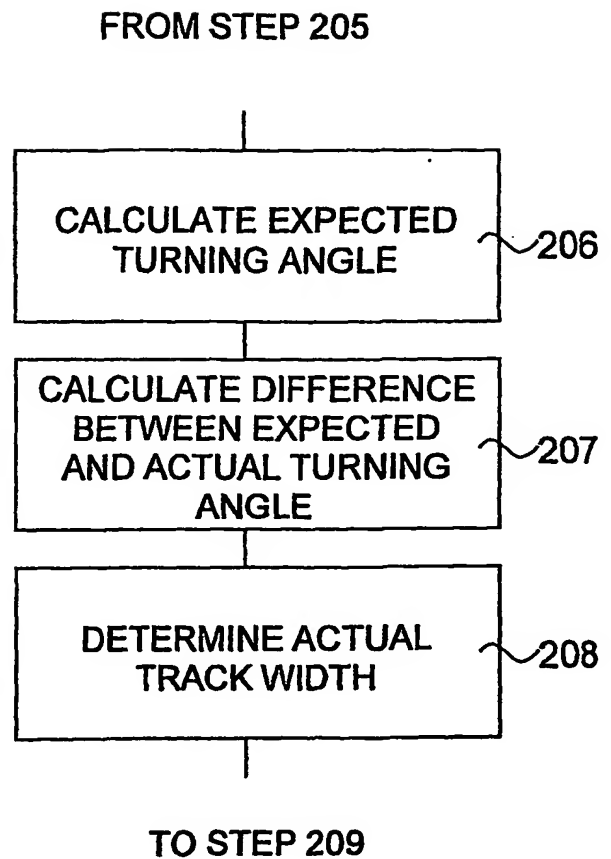 FROM STEP 205
CALCULATE EXPECTED
TURNING ANGLE
206
CALCULATE DIFFERENCE
BETWEEN EXPECTED
AND ACTUAL TURNING
ANGLE
207
DETERMINE ACTUAL
TRACK WIDTH
208
TO STEP 209